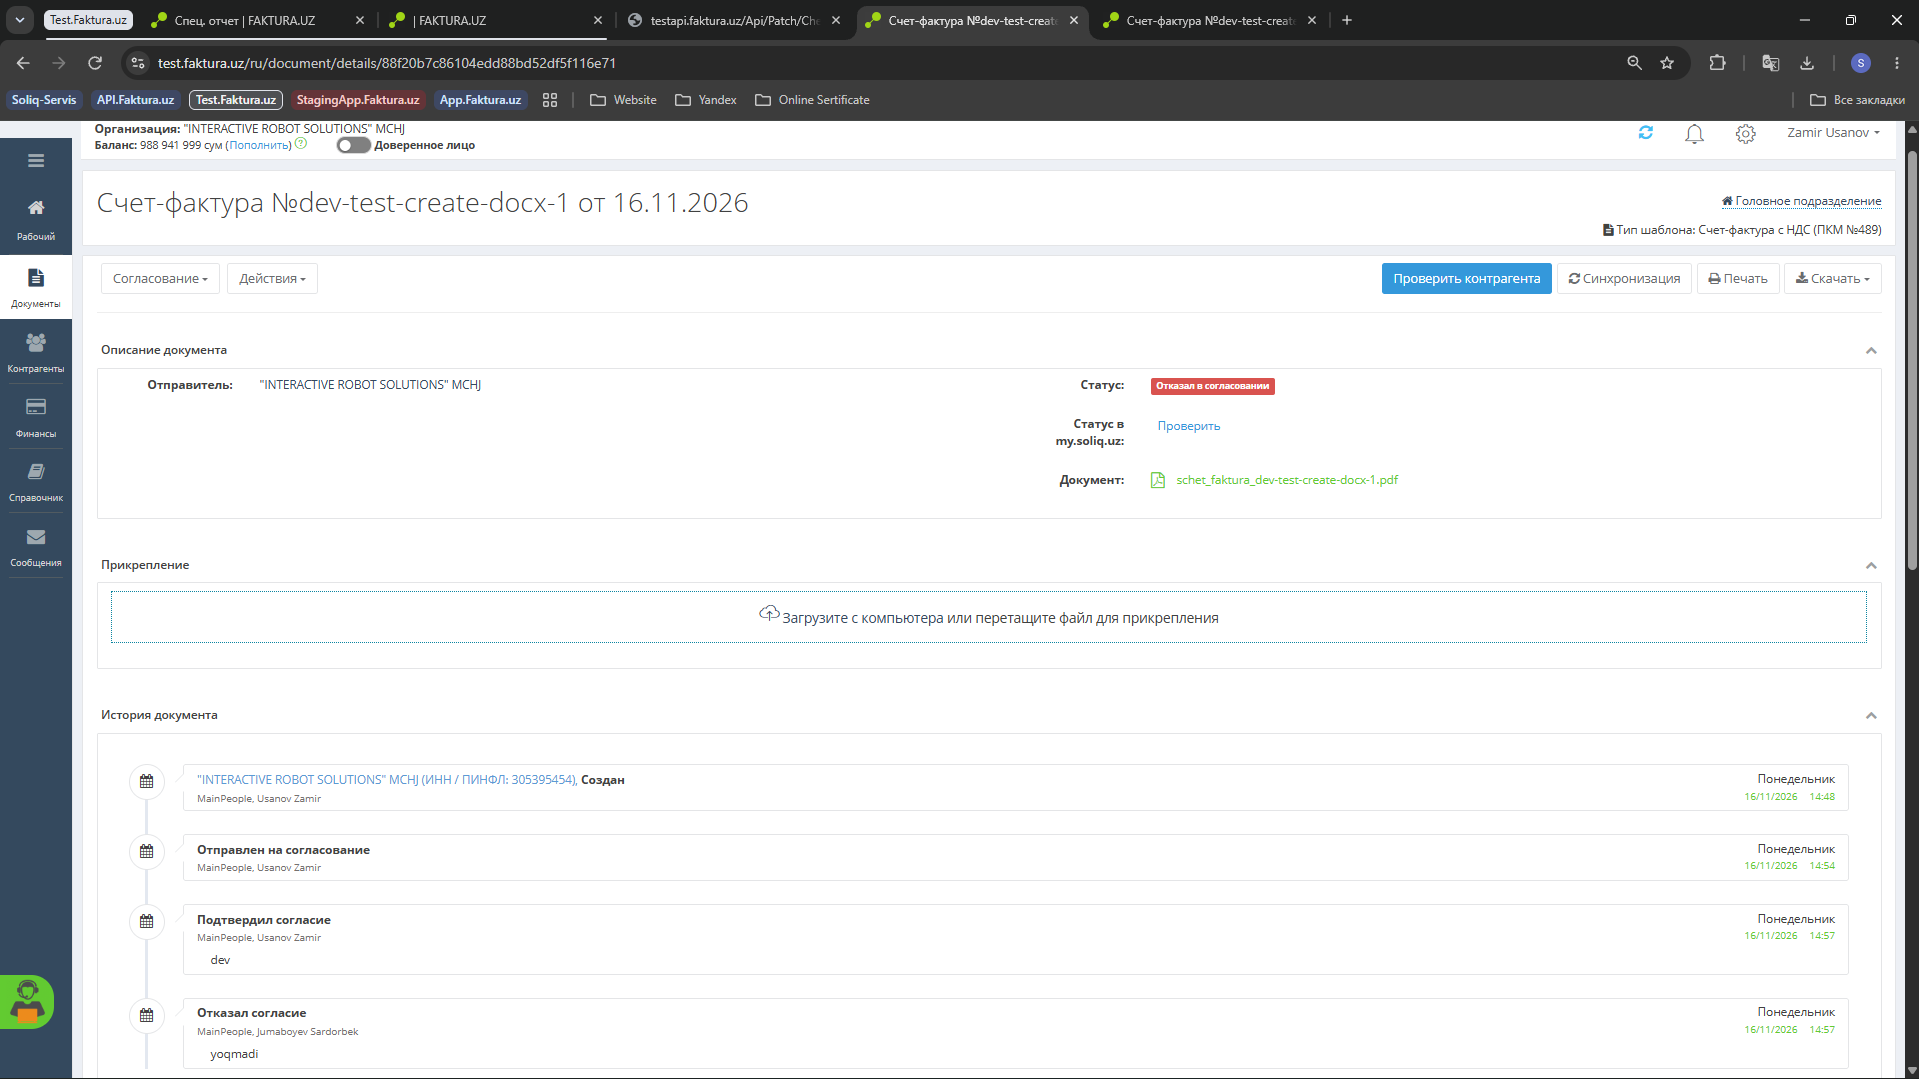 Test.Faktura.uz
Спец. отчет | FAKTURA.UZ
| FAKTURA.UZ
testapi.faktura.uz/Api/Patch/Che
Счет-фактура №dev-test-create
Счет-фактура №dev-test-create
test.faktura.uz/ru/document/details/88f20b7c86104edd88bd52df5f116e71
S
Soliq-Servis
API.Faktura.uz
Test.Faktura.uz
StagingApp.Faktura.uz
App.Faktura.uz
Website
Yandex
Online Sertificate
Все закладки
Организация: "INTERACTIVE ROBOT SOLUTIONS" MCHJ
Баланс: 988 941 999 сум (Пополнить) ?
Доверенное лицо
Zamir Usanov
Рабочий
Документы
Контрагенты
Финансы
Справочник
Сообщения
Счет-фактура №dev-test-create-docx-1 от 16.11.2026
Головное подразделение
Тип шаблона: Счет-фактура с НДС (ПКМ №489)
Согласование
Действия
Проверить контрагента
Синхронизация
Печать
Скачать
Описание документа
Отправитель: "INTERACTIVE ROBOT SOLUTIONS" MCHJ
Статус: Отказал в согласовании
Статус в my.soliq.uz: Проверить
Документ: schet_faktura_dev-test-create-docx-1.pdf
Прикрепление
Загрузите с компьютера или перетащите файл для прикрепления
История документа
"INTERACTIVE ROBOT SOLUTIONS" MCHJ (ИНН / ПИНФЛ: 305395454), Создан
MainPeople, Usanov Zamir
Понедельник
16/11/2026 14:48
Отправлен на согласование
MainPeople, Usanov Zamir
Понедельник
16/11/2026 14:54
Подтвердил согласие
MainPeople, Usanov Zamir
dev
Понедельник
16/11/2026 14:57
Отказал согласие
MainPeople, Jumaboyev Sardorbek
yoqmadi
Понедельник
16/11/2026 14:57